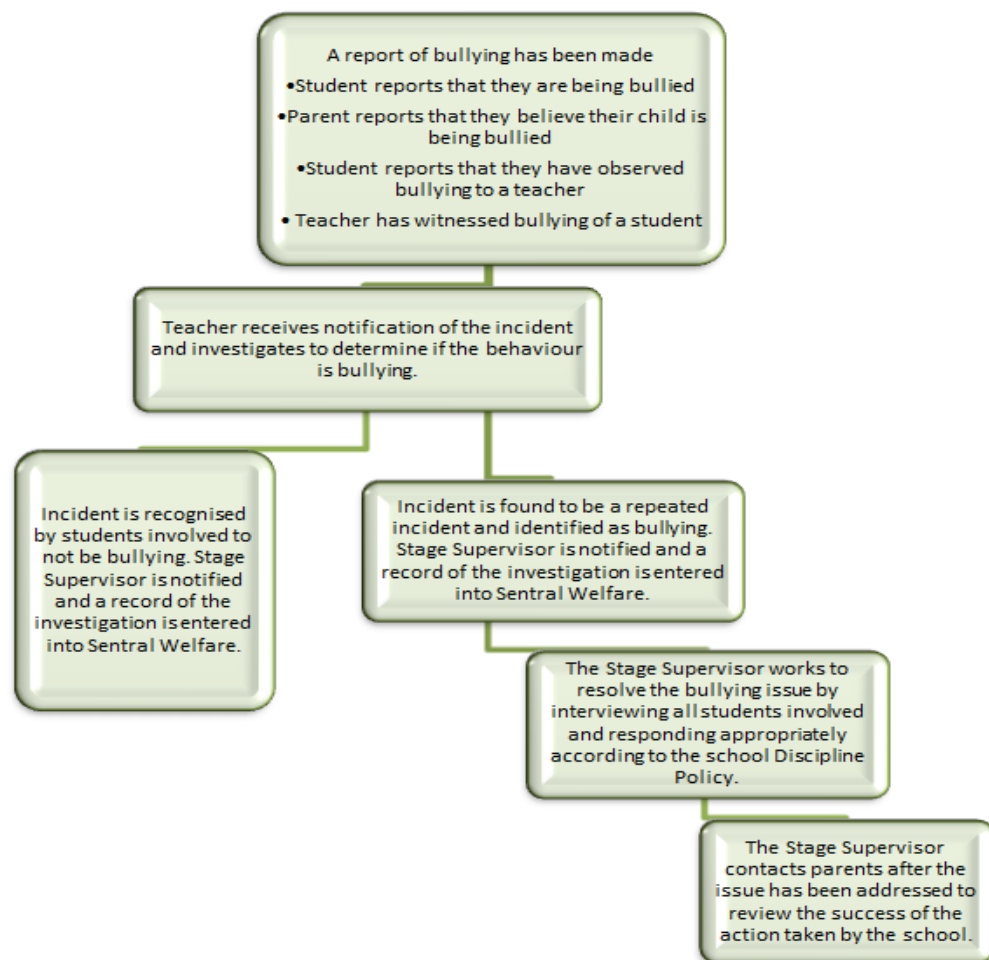 A report of bullying has been made
•Student reports that they are being bullied
•Parent reports that they believe their child is
being bullied
•Student reports that they have observed
bullying to a teacher
• Teacher has witnessed bullying of a student
Teacher receives notification of the incident
and investigates to determine if the behaviour
is bullying.
Incident is recognised
by students involved to
not be bullying. Stage
Supervisor is notified
and a record of the
investigation is entered
into Sentral Welfare.
Incident is found to be a repeated
incident and identified as bullying.
Stage Supervisor is notified and a
record of the investigation is entered
into Sentral Welfare.
The Stage Supervisor works to
resolve the bullying issue by
interviewing all students involved
and responding appropriately
according to the school Discipline
Policy.
The Stage Supervisor
contacts parents after the
issue has been addressed to
review the success of the
action taken by the school.